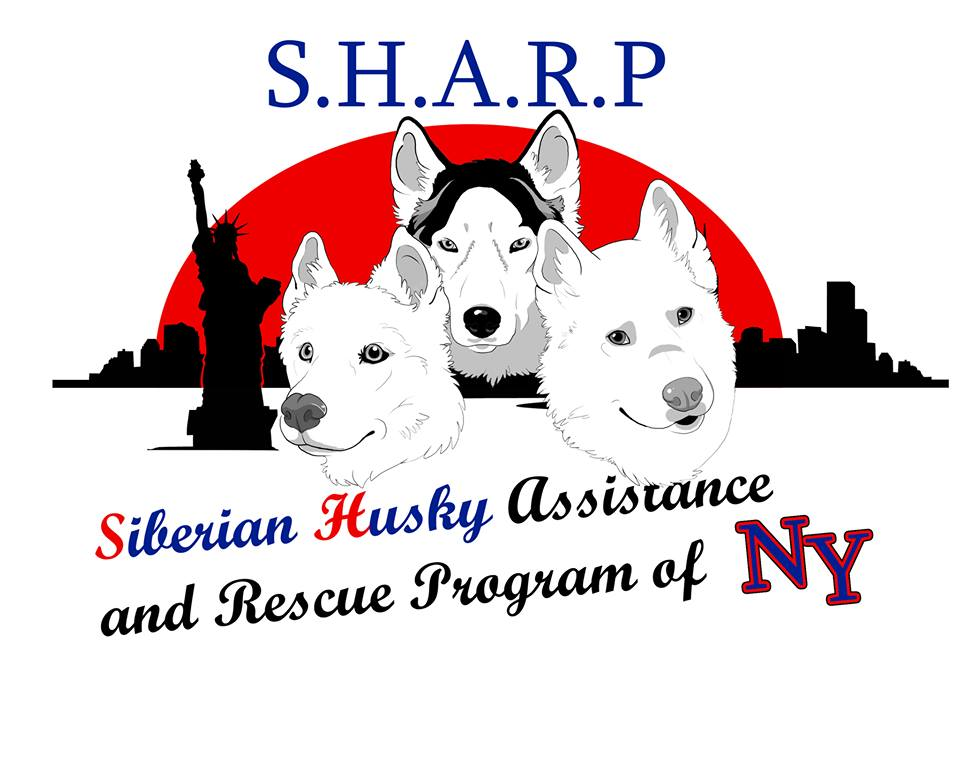 S.H.A.R.P
Siberian Husky Assistance
and Rescue Program of NY